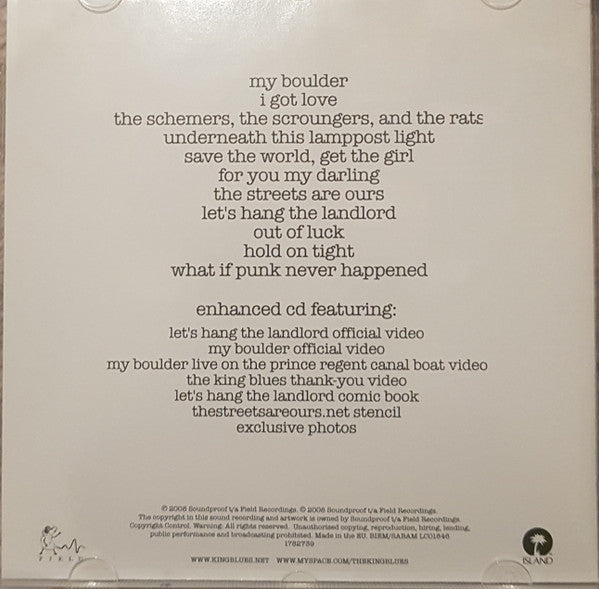 my boulder
i got love
the schemers, the scroungers, and the rats
underneath this lamppost light
save the world, get the girl
for you my darling
the streets are ours
let's hang the landlord
out of luck
hold on tight
what if punk never happened
enhanced cd featuring:
let's hang the landlord official video
my boulder official video
my boulder live on the prince regent canal boat video
the king blues thank-you video
let's hang the landlord comic book
thestreetsareours.net stencil
exclusive photos
℗ 2008 Soundproof t/a Field Recordings. © 2008 Soundproof t/a Field Recordings.
The copyright in this sound recording and artwork is owned by Soundproof t/a Field Recordings.
Copyright Control. Warning: All rights reserved. Unauthorised copying, reproduction, hiring, lending,
public performance and broadcasting prohibited. Made in the EU. BIEM/SABAM LC01846
1782739
WWW.KINGBLUES.NET WWW.MYSPACE.COM/THEKINGBLUES
FIELD
ISLAND